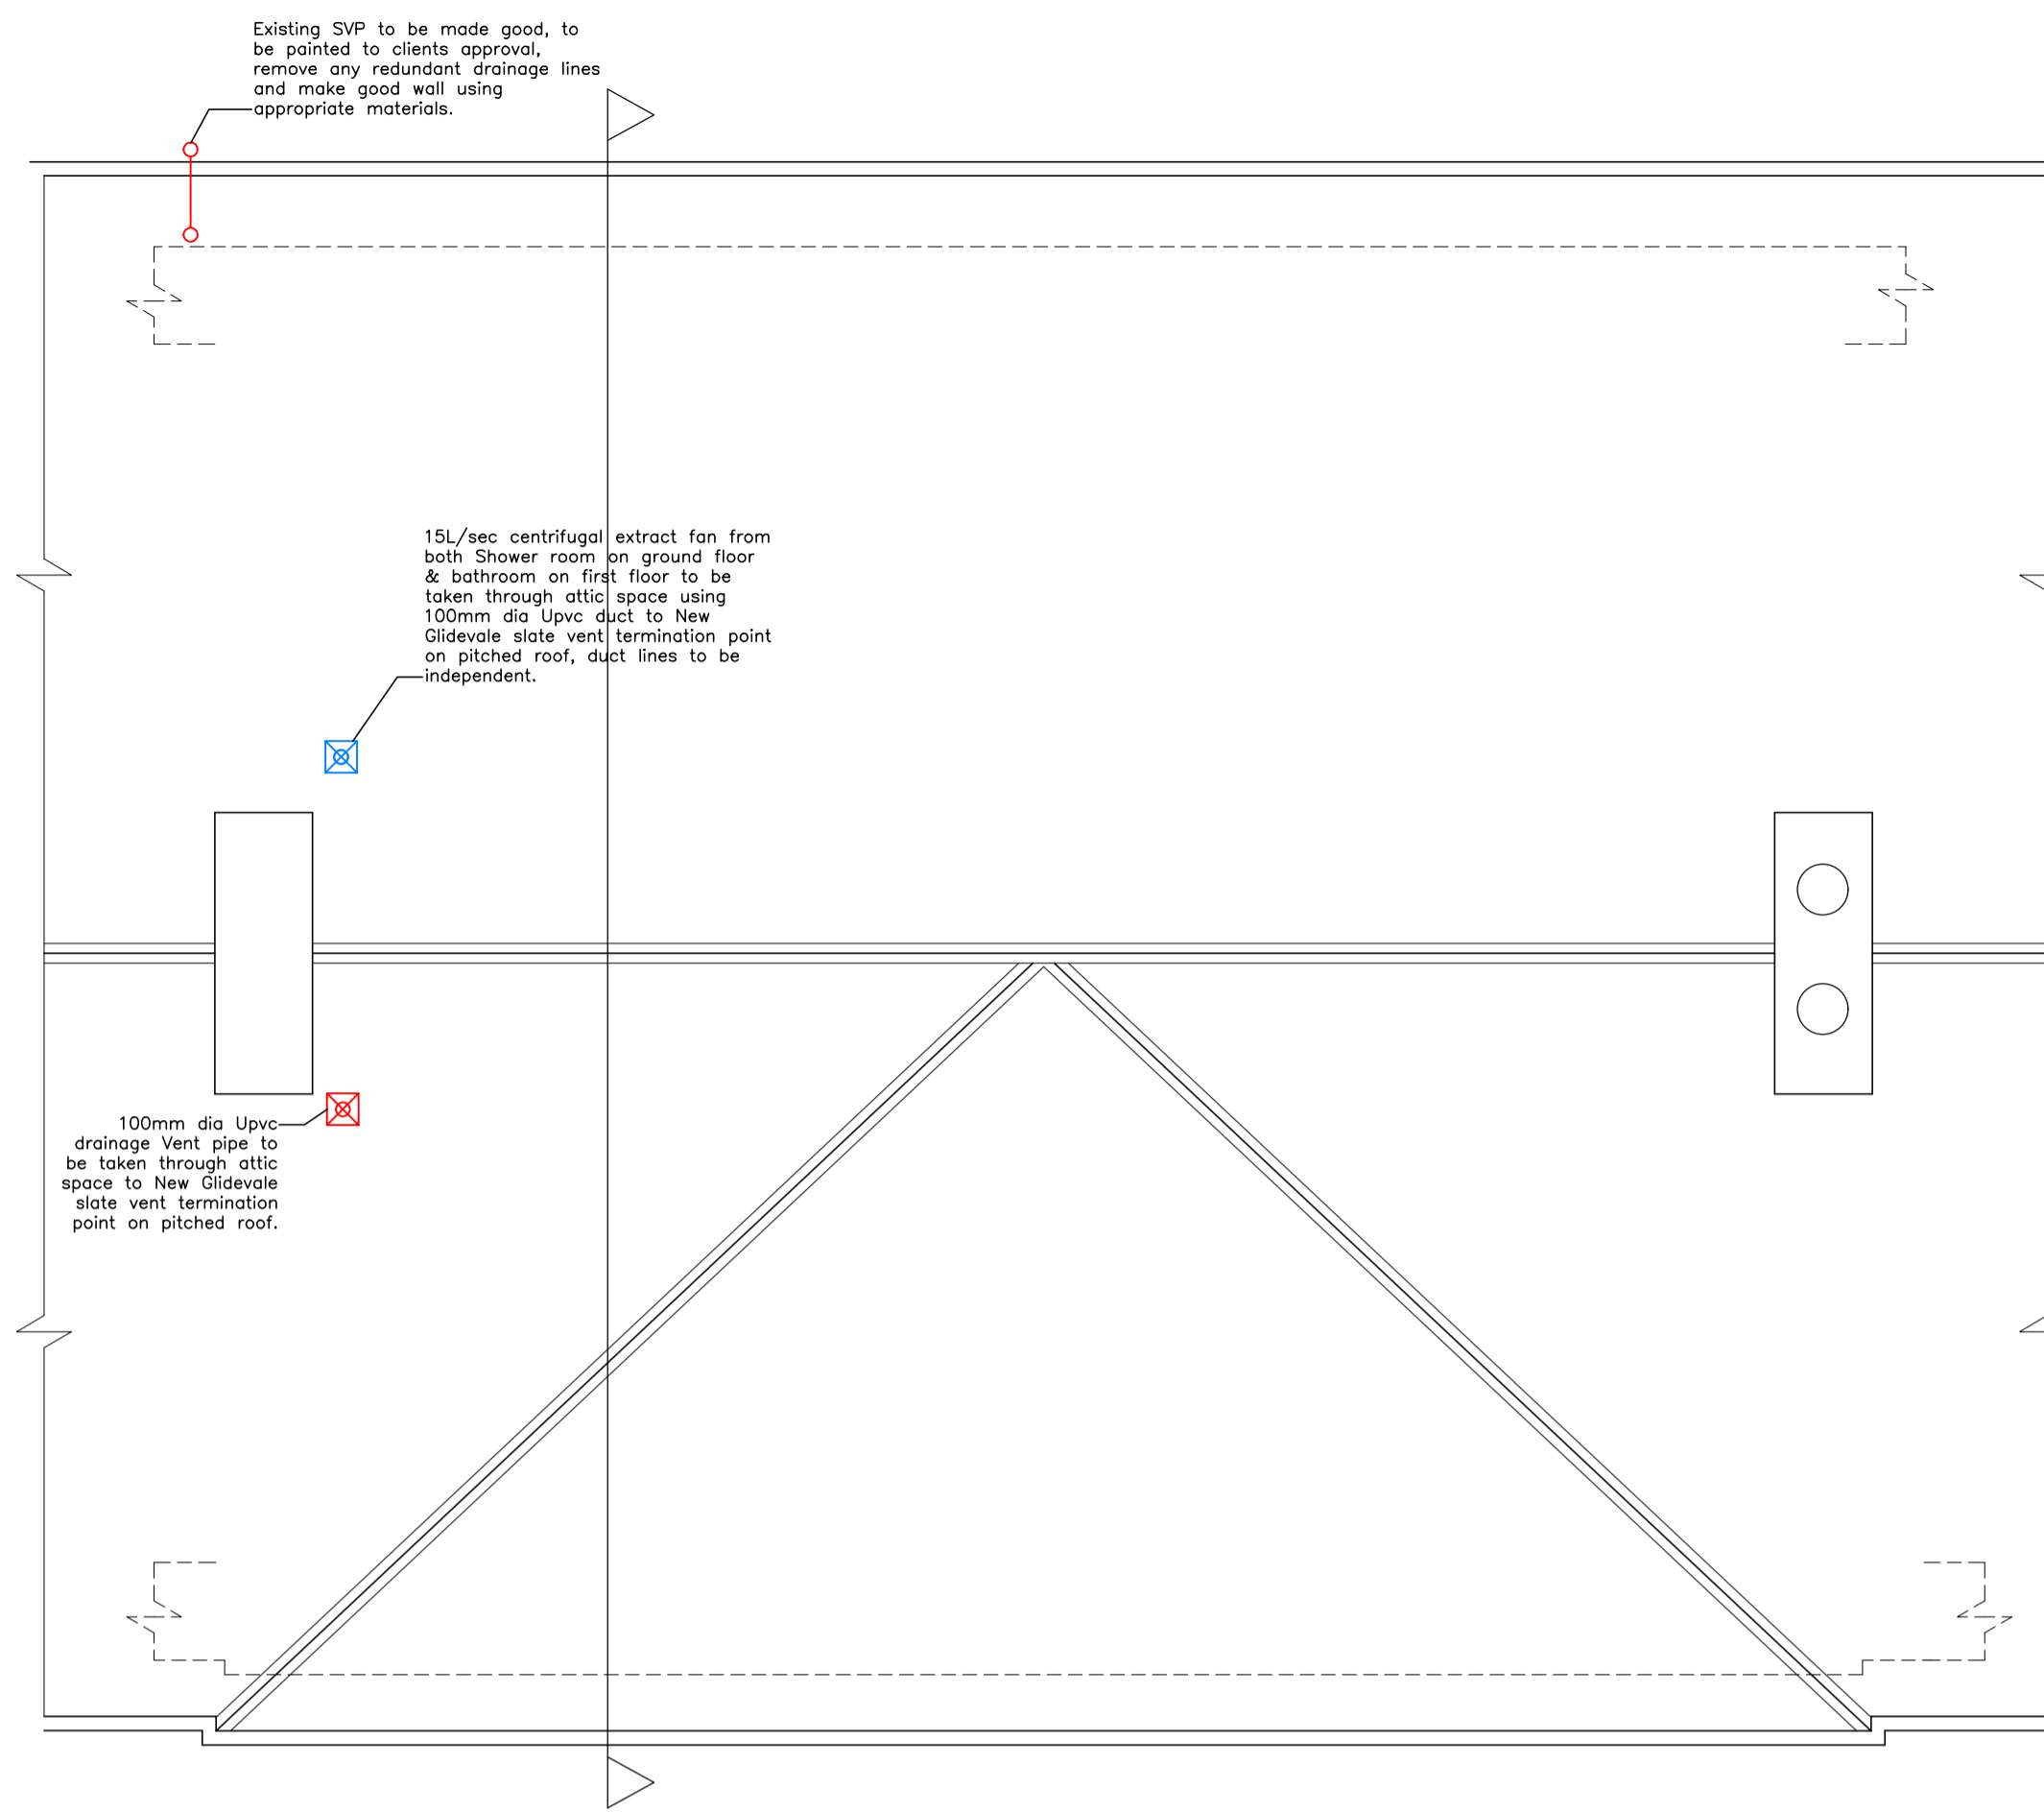 Existing SVP to be made good, to
be painted to clients approval,
remove any redundant drainage lines
and make good wall using
appropriate materials.
15L/sec centrifugal extract fan from
both Shower room on ground floor
& bathroom on first floor to be
taken through attic space using
100mm dia Upvc duct to New
Glidevale slate vent termination point
on pitched roof, duct lines to be
independent.
100mm dia Upvc
drainage Vent pipe to
be taken through attic
space to New Glidevale
slate vent termination
point on pitched roof.